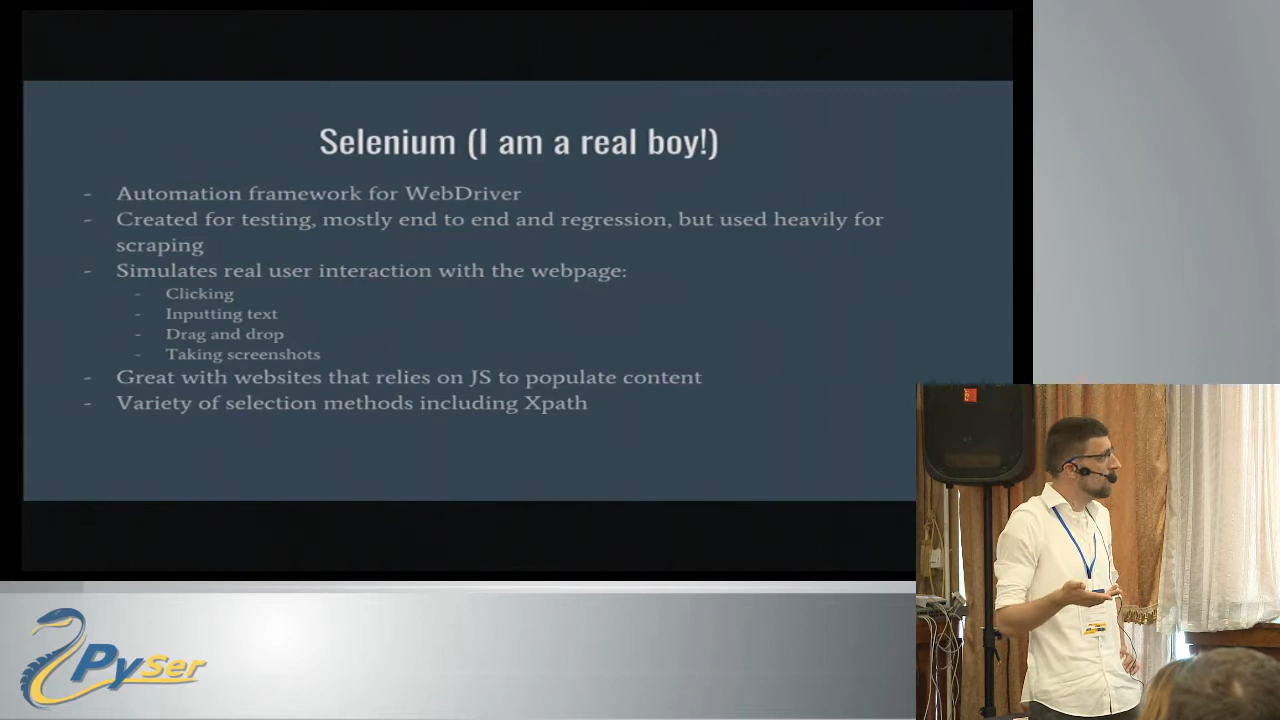 Selenium (I am a real boy!)
- Automation framework for WebDriver
- Created for testing, mostly end to end and regression, but used heavily for
scraping
- Simulates real user interaction with the webpage:
- Clicking
- Inputting text
- Drag and drop
- Taking screenshots
- Great with websites that relies on JS to populate content
- Variety of selection methods including Xpath
PySer